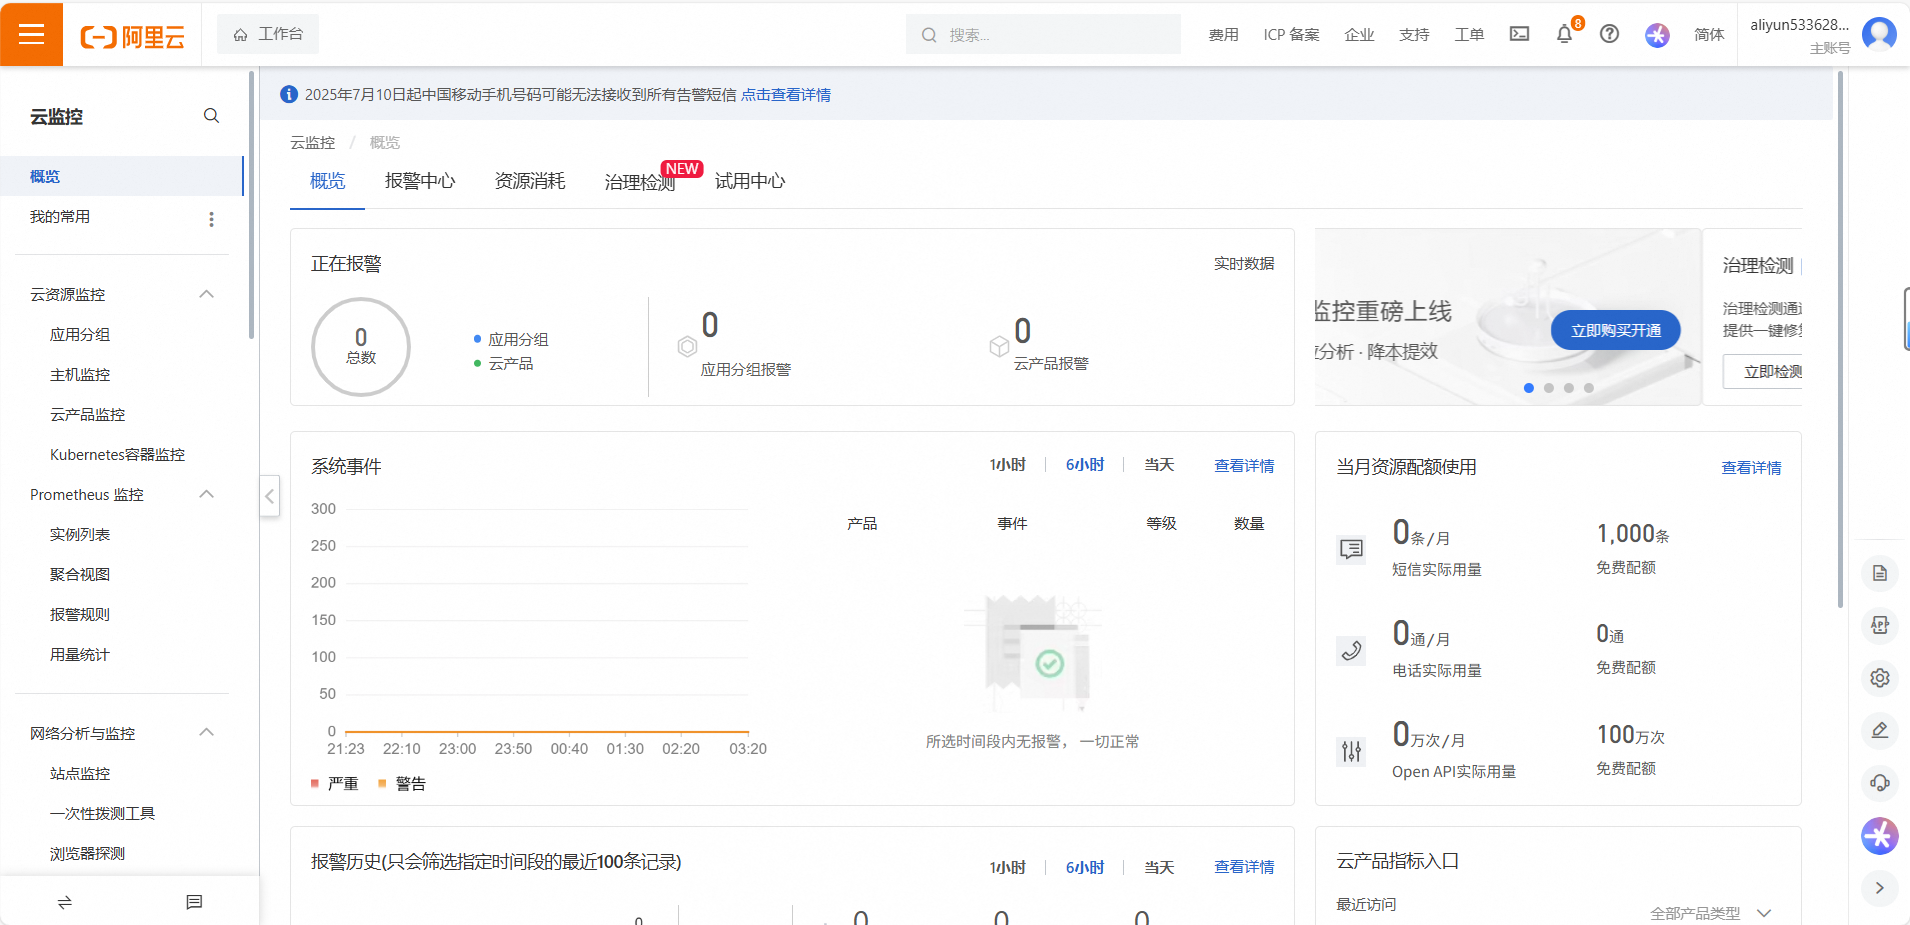 阿里云
工作台
搜索...
费用
ICP 备案
企业
支持
工单
8
简体
aliyun533628...
主账号
云监控
概览
我的常用
云资源监控
应用分组
主机监控
云产品监控
Kubernetes容器监控
Prometheus 监控
实例列表
聚合视图
报警规则
用量统计
网络分析与监控
站点监控
一次性拨测工具
浏览器探测
2025年7月10日起中国移动手机号码可能无法接收到所有告警短信 点击查看详情
云监控 / 概览
概览
报警中心
资源消耗
治理检测
NEW
试用中心
正在报警
实时数据
0
总数
应用分组
云产品
0
应用分组报警
0
云产品报警
监控重磅上线
分析 · 降本提效
立即购买开通
治理检测
治理检测通
提供一键修
立即检测
系统事件
1小时
6小时
当天
查看详情
300
250
200
150
100
50
0
21:23
22:10
23:00
23:50
00:40
01:30
02:20
03:20
严重
警告
产品
事件
等级
数量
所选时间段内无报警， 一切正常
当月资源配额使用
查看详情
0条/月
短信实际用量
1,000条
免费配额
0通/月
电话实际用量
0通
免费配额
0万次/月
Open API实际用量
100万次
免费配额
报警历史(只会筛选指定时间段的最近100条记录)
1小时
6小时
当天
查看详情
0
0
0
0
云产品指标入口
最近访问
全部产品类型
APP